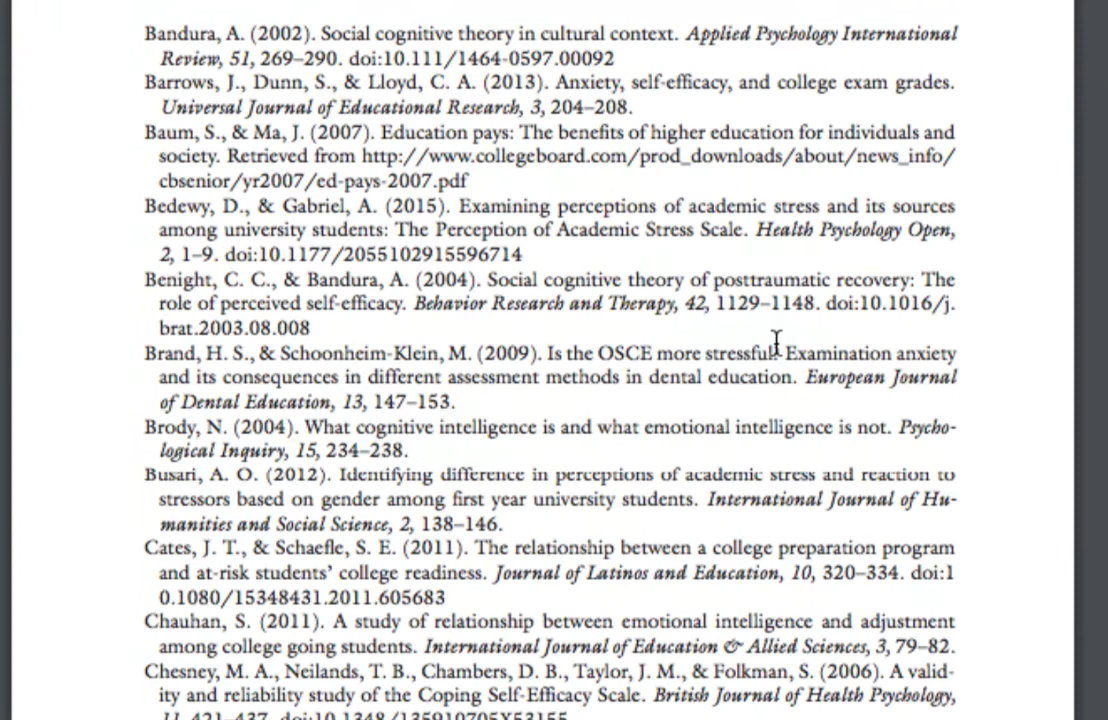 Bandura, A. (2002). Social cognitive theory in cultural context. Applied Psychology International
Review, 51, 269–290. doi:10.111/1464-0597.00092
Barrows, J., Dunn, S., & Lloyd, C. A. (2013). Anxiety, self-efficacy, and college exam grades.
Universal Journal of Educational Research, 3, 204–208.
Baum, S., & Ma, J. (2007). Education pays: The benefits of higher education for individuals and
society. Retrieved from http://www.collegeboard.com/prod_downloads/about/news_info/
cbsenior/yr2007/ed-pays-2007.pdf
Bedewy, D., & Gabriel, A. (2015). Examining perceptions of academic stress and its sources
among university students: The Perception of Academic Stress Scale. Health Psychology Open,
2, 1–9. doi:10.1177/2055102915596714
Benight, C. C., & Bandura, A. (2004). Social cognitive theory of posttraumatic recovery: The
role of perceived self-efficacy. Behavior Research and Therapy, 42, 1129–1148. doi:10.1016/j.
brat.2003.08.008
Brand, H. S., & Schoonheim-Klein, M. (2009). Is the OSCE more stressful? Examination anxiety
and its consequences in different assessment methods in dental education. European Journal
of Dental Education, 13, 147–153.
Brody, N. (2004). What cognitive intelligence is and what emotional intelligence is not. Psycho-
logical Inquiry, 15, 234–238.
Busari, A. O. (2012). Identifying difference in perceptions of academic stress and reaction to
stressors based on gender among first year university students. International Journal of Hu-
manities and Social Science, 2, 138–146.
Cates, J. T., & Schaefle, S. E. (2011). The relationship between a college preparation program
and at-risk students' college readiness. Journal of Latinos and Education, 10, 320–334. doi:1
0.1080/15348431.2011.605683
Chauhan, S. (2011). A study of relationship between emotional intelligence and adjustment
among college going students. International Journal of Education & Allied Sciences, 3, 79–82.
Chesney, M. A., Neilands, T. B., Chambers, D. B., Taylor, J. M., & Folkman, S. (2006). A valid-
ity and reliability study of the Coping Self-Efficacy Scale. British Journal of Health Psychology,
11, 421–437. doi:10.1348/135910705X53155